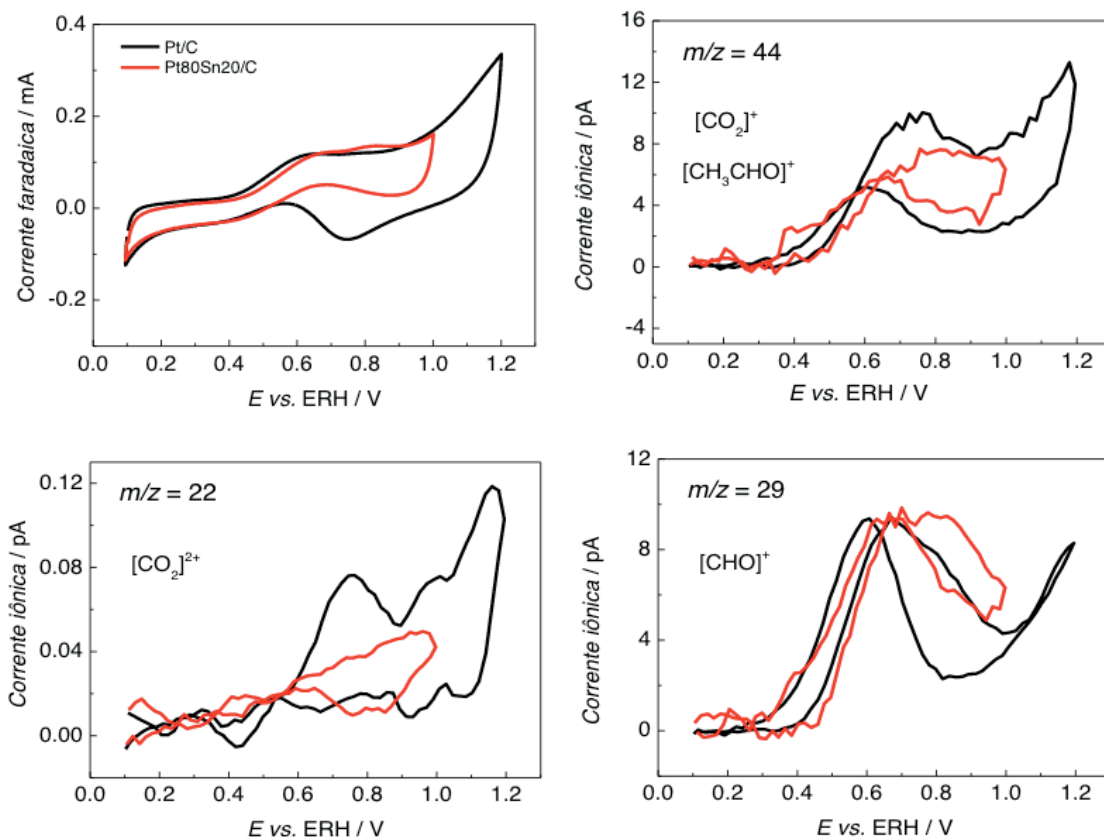 0.4
0.2
0.0
-0.2
Corrente faradaica / mA
Pt/C
Pt80Sn20/C
0.0 0.2 0.4 0.6 0.8 1.0 1.2
E vs. ERH / V
16
12
8
4
0
-4
Corrente iônica / pA
m/z = 44
[CO₂]⁺
[CH₃CHO]⁺
0.0 0.2 0.4 0.6 0.8 1.0 1.2
E vs. ERH / V
0.12
0.08
0.04
0.00
Corrente iônica / pA
m/z = 22
[CO₂]²⁺
0.0 0.2 0.4 0.6 0.8 1.0 1.2
E vs. ERH / V
12
8
4
0
Corrente iônica / pA
m/z = 29
[CHO]⁺
0.0 0.2 0.4 0.6 0.8 1.0 1.2
E vs. ERH / V